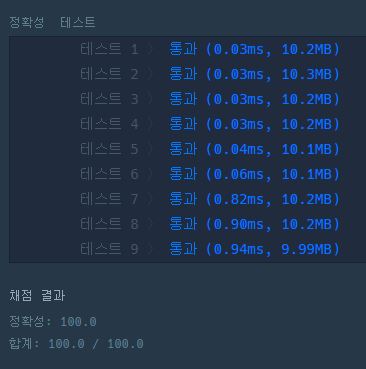 정확성  테스트
테스트 1 〉 통과 (0.03ms, 10.2MB)
테스트 2 〉 통과 (0.03ms, 10.3MB)
테스트 3 〉 통과 (0.03ms, 10.2MB)
테스트 4 〉 통과 (0.03ms, 10.2MB)
테스트 5 〉 통과 (0.04ms, 10.1MB)
테스트 6 〉 통과 (0.06ms, 10.1MB)
테스트 7 〉 통과 (0.82ms, 10.2MB)
테스트 8 〉 통과 (0.90ms, 10.2MB)
테스트 9 〉 통과 (0.94ms, 9.99MB)
채점 결과
정확성: 100.0
합계: 100.0 / 100.0